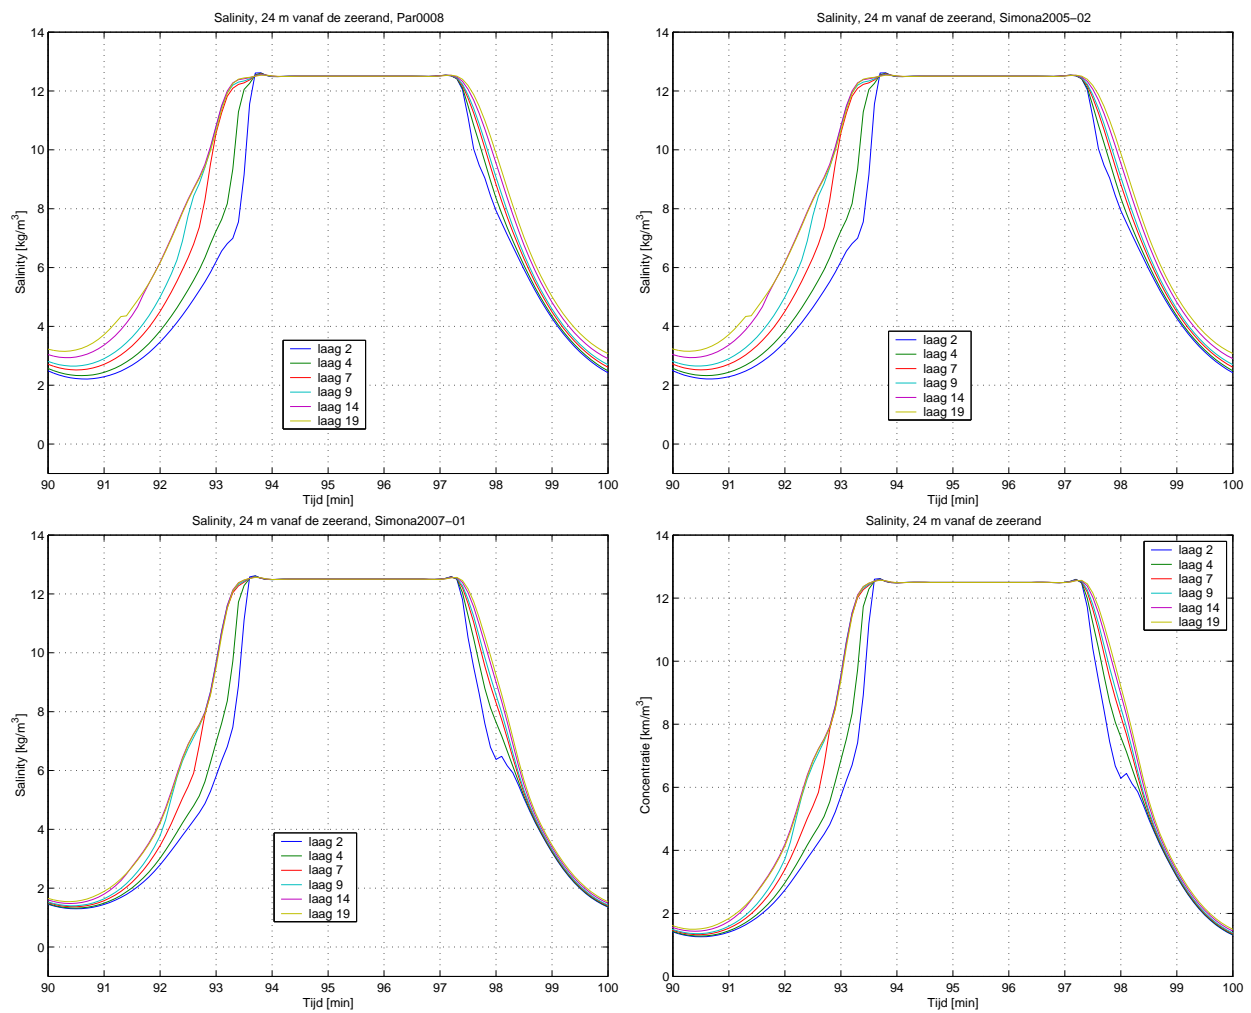 Salinity, 24 m vanaf de zeerand, Par0008
14
12
10
8
6
4
2
0
Salinity [kg/m³]
laag 2
laag 4
laag 7
laag 9
laag 14
laag 19
90 91 92 93 94 95 96 97 98 99 100
Tijd [min]
Salinity, 24 m vanaf de zeerand, Simona2005−02
14
12
10
8
6
4
2
0
Salinity [kg/m³]
laag 2
laag 4
laag 7
laag 9
laag 14
laag 19
90 91 92 93 94 95 96 97 98 99 100
Tijd [min]
Salinity, 24 m vanaf de zeerand, Simona2007−01
14
12
10
8
6
4
2
0
Salinity [kg/m³]
laag 2
laag 4
laag 7
laag 9
laag 14
laag 19
90 91 92 93 94 95 96 97 98 99 100
Tijd [min]
Salinity, 24 m vanaf de zeerand
14
12
10
8
6
4
2
0
Concentratie [km/m³]
laag 2
laag 4
laag 7
laag 9
laag 14
laag 19
90 91 92 93 94 95 96 97 98 99 100
Tijd [min]